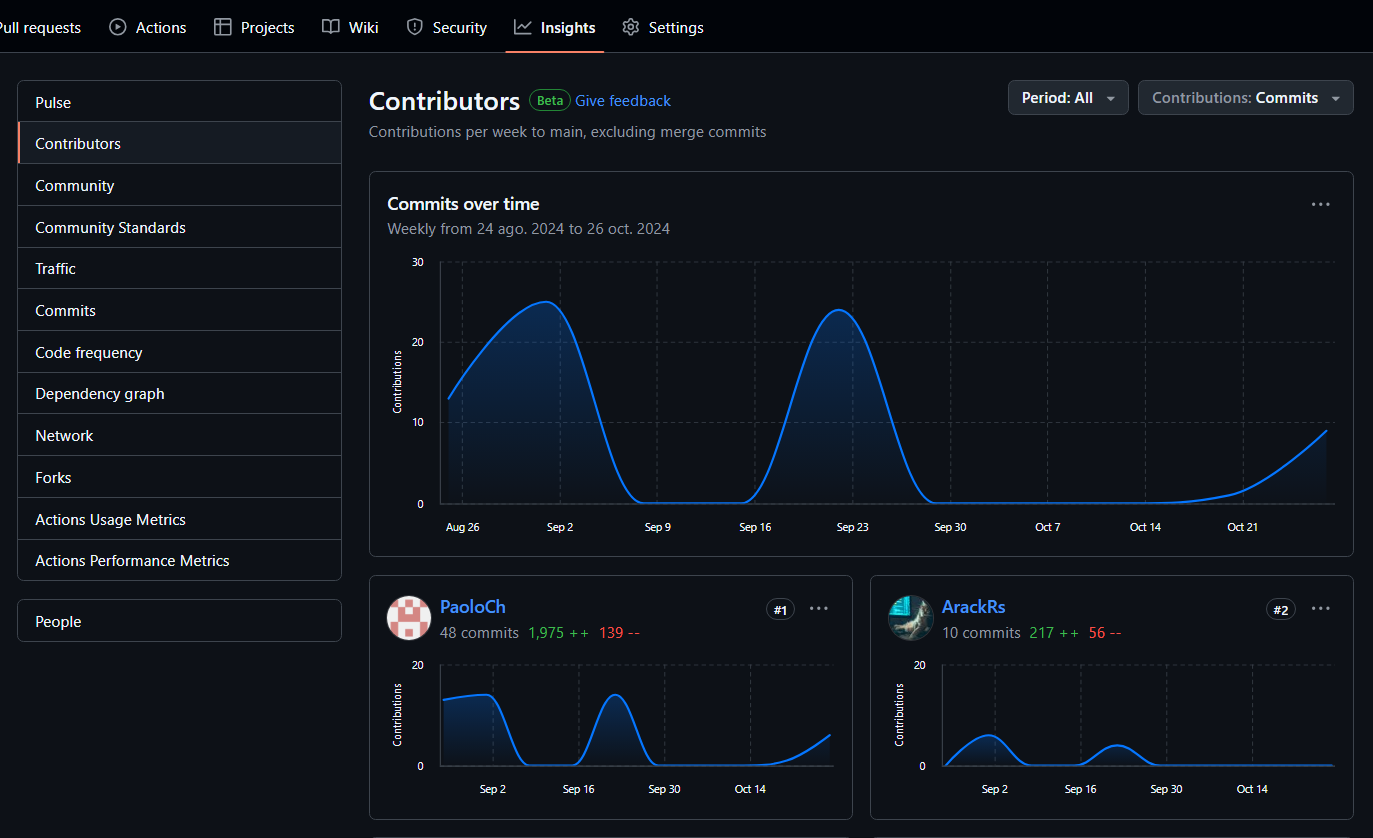 Pull requests Actions Projects Wiki Security Insights Settings
Pulse
Contributors
Community
Community Standards
Traffic
Commits
Code frequency
Dependency graph
Network
Forks
Actions Usage Metrics
Actions Performance Metrics
People
Contributors Beta Give feedback
Period: All
Contributions: Commits
Contributions per week to main, excluding merge commits
Commits over time
Weekly from 24 ago. 2024 to 26 oct. 2024
Contributions
30
20
10
0
Aug 26 Sep 2 Sep 9 Sep 16 Sep 23 Sep 30 Oct 7 Oct 14 Oct 21
PaoloCh #1
48 commits 1,975 ++ 139 --
Contributions
20
0
Sep 2 Sep 16 Sep 30 Oct 14
ArackRs #2
10 commits 217 ++ 56 --
Contributions
20
0
Sep 2 Sep 16 Sep 30 Oct 14